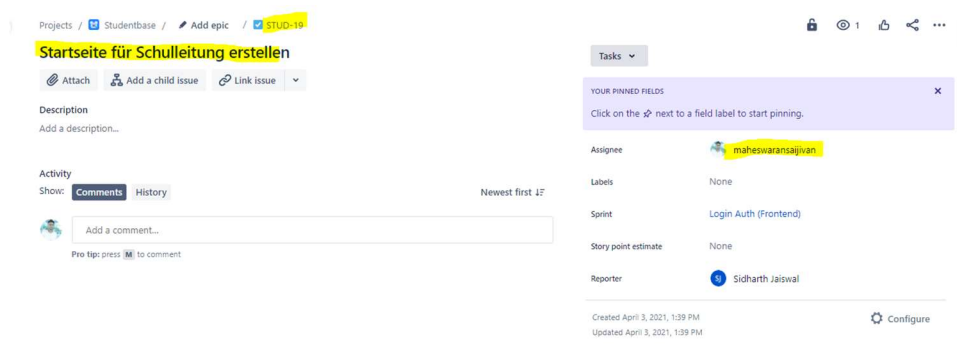 Projects / Studentbase / Add epic / STUD-19
1
Startseite für Schulleitung erstellen
Tasks
Attach Add a child issue Link issue
YOUR PINNED FIELDS
Click on the next to a field label to start pinning.
Description
Add a description...
Assignee maheswaransaijivan
Activity
Labels None
Show: Comments History Newest first
Sprint Login Auth (Frontend)
Add a comment...
Story point estimate None
Pro tip: press M to comment
Reporter SJ Sidharth Jaiswal
Created April 3, 2021, 1:39 PM
Configure
Updated April 3, 2021, 1:39 PM